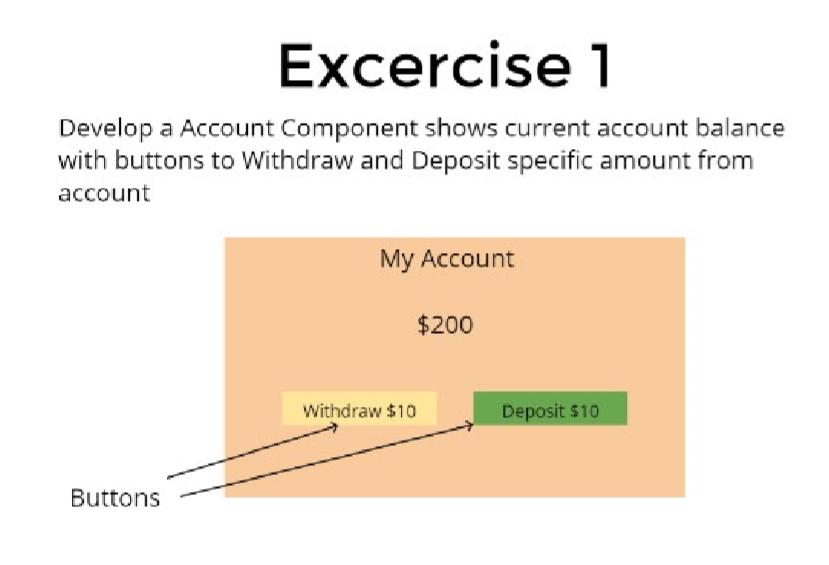 Excercise 1
Develop a Account Component shows current account balance
with buttons to Withdraw and Deposit specific amount from
account
My Account
$200
Withdraw $10
Deposit $10
Buttons